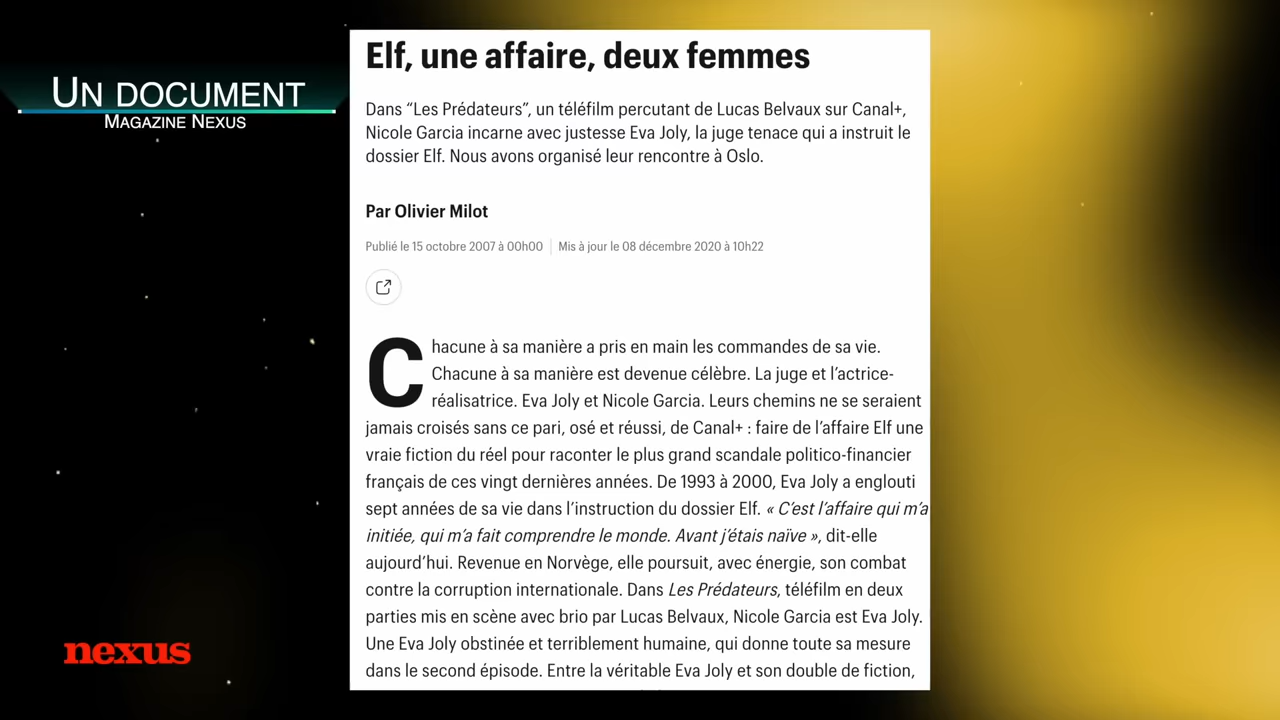 Un document
Magazine Nexus
Elf, une affaire, deux femmes
Dans “Les Prédateurs”, un téléfilm percutant de Lucas Belvaux sur Canal+,
Nicole Garcia incarne avec justesse Eva Joly, la juge tenace qui a instruit le
dossier Elf. Nous avons organisé leur rencontre à Oslo.
Par Olivier Milot
Publié le 15 octobre 2007 à 00h00 | Mis à jour le 08 décembre 2020 à 10h22
Chacune à sa manière a pris en main les commandes de sa vie.
Chacune à sa manière est devenue célèbre. La juge et l’actrice-
réalisatrice. Eva Joly et Nicole Garcia. Leurs chemins ne se seraient
jamais croisés sans ce pari, osé et réussi, de Canal+ : faire de l’affaire Elf une
vraie fiction du réel pour raconter le plus grand scandale politico-financier
français de ces vingt dernières années. De 1993 à 2000, Eva Joly a englouti
sept années de sa vie dans l’instruction du dossier Elf. « C’est l’affaire qui m’a
initiée, qui m’a fait comprendre le monde. Avant j’étais naïve », dit-elle
aujourd’hui. Revenue en Norvège, elle poursuit, avec énergie, son combat
contre la corruption internationale. Dans Les Prédateurs, téléfilm en deux
parties mis en scène avec brio par Lucas Belvaux, Nicole Garcia est Eva Joly.
Une Eva Joly obstinée et terriblement humaine, qui donne toute sa mesure
dans le second épisode. Entre la véritable Eva Joly et son double de fiction,
nexus